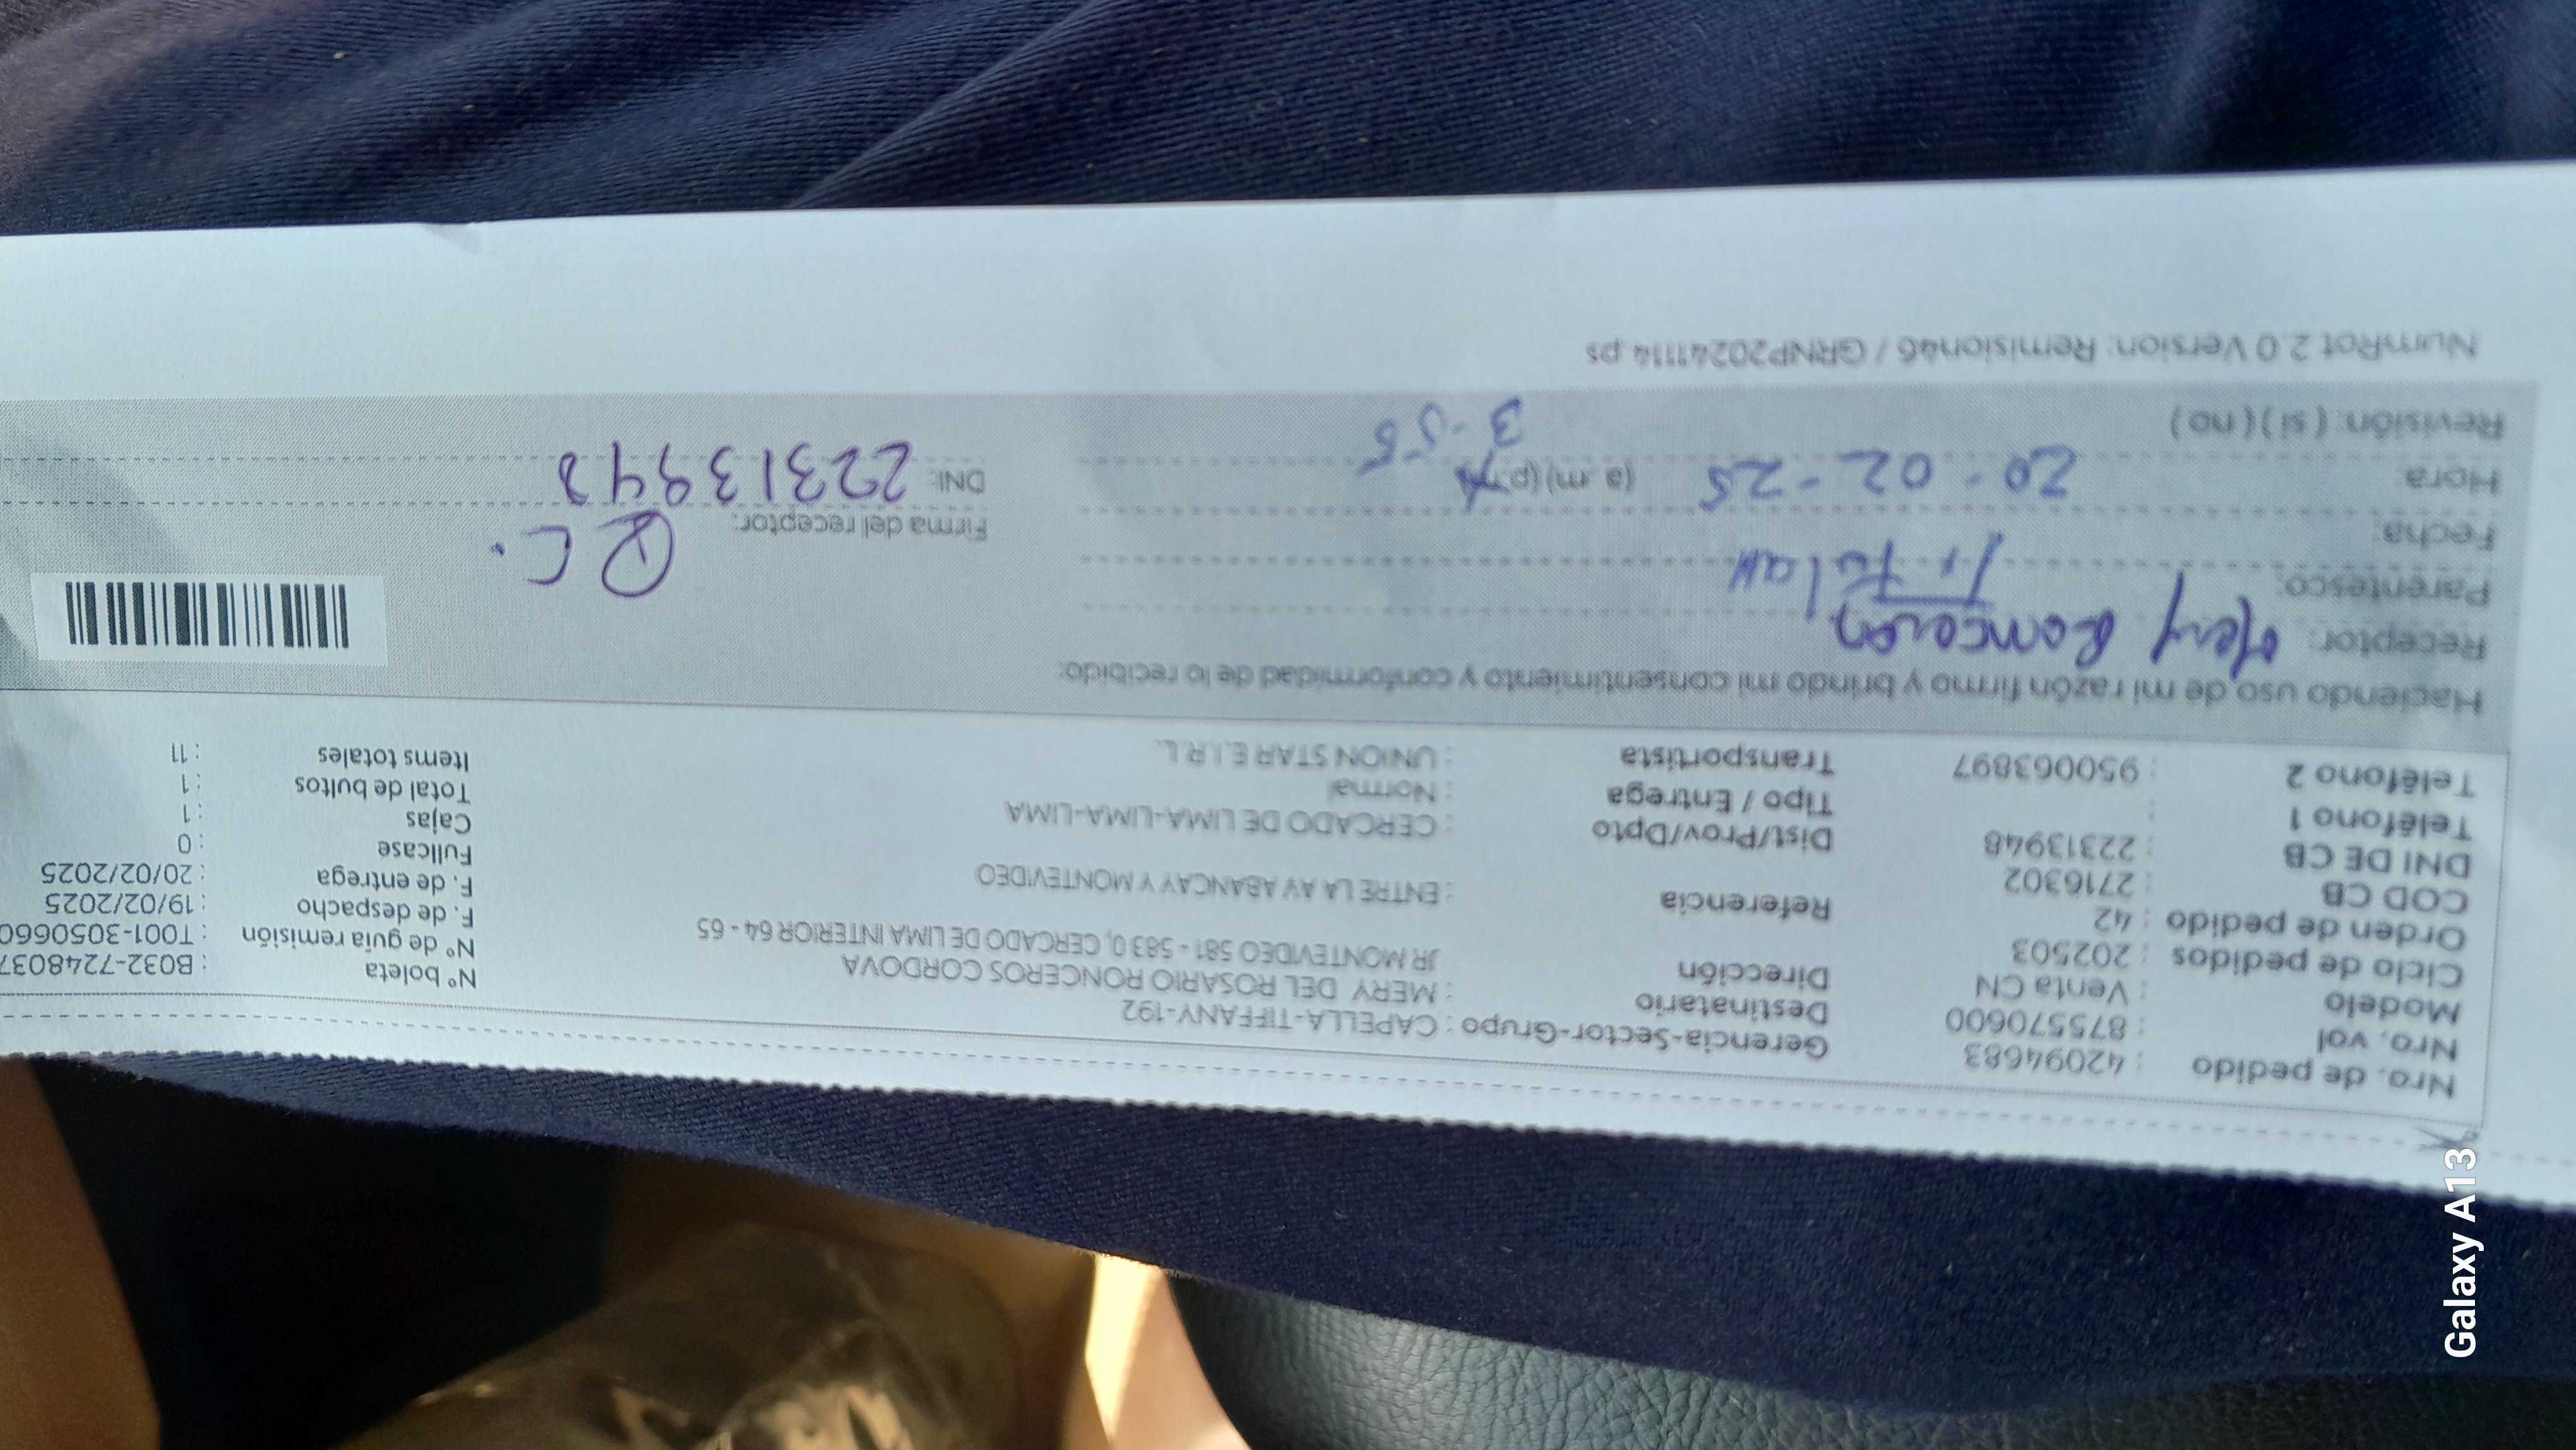 Nro. de pedido : 42094683
Nro. vol : 875570600
Modelo : Venta CN
Ciclo de pedidos : 202503
Orden de pedido : 42
COD CB : 2716302
DNI DE CB : 22313948
Teléfono 1 :
Teléfono 2 : 950063897
Gerencia-Sector-Grupo : CAPELLA-TIFFANY-192
Destinatario : MERY DEL ROSARIO RONCEROS CORDOVA
Dirección JR MONTEVIDEO 581 - 583 0, CERCADO DE LIMA INTERIOR 64 - 65
Referencia : ENTRE LA AV ABANCAY Y MONTEVIDEO
Dist/Prov/Dpto : CERCADO DE LIMA-LIMA-LIMA
Tipo / Entrega : Normal
Transportista : UNION STAR E.I.R.L.
N° boleta : B032-7248037
N° de guía remisión : T001-3050660
F. de despacho : 19/02/2025
F. de entrega : 20/02/2025
Fullcase : 0
Cajas : 1
Total de bultos : 1
Items totales : 11
Haciendo uso de mi razón firmo y brindo mi consentimiento y conformidad de lo recibido:
Receptor: Mery
Parentesco:
Fecha: 20-02-25
Hora: (a.m)(p.m) 3-55
Revisión: ( si ) ( no )
Firma del receptor: RC.
DNI: 22313948
NumRot 2.0 Version: Remision46 / GRNP20241114.ps
Galaxy A13